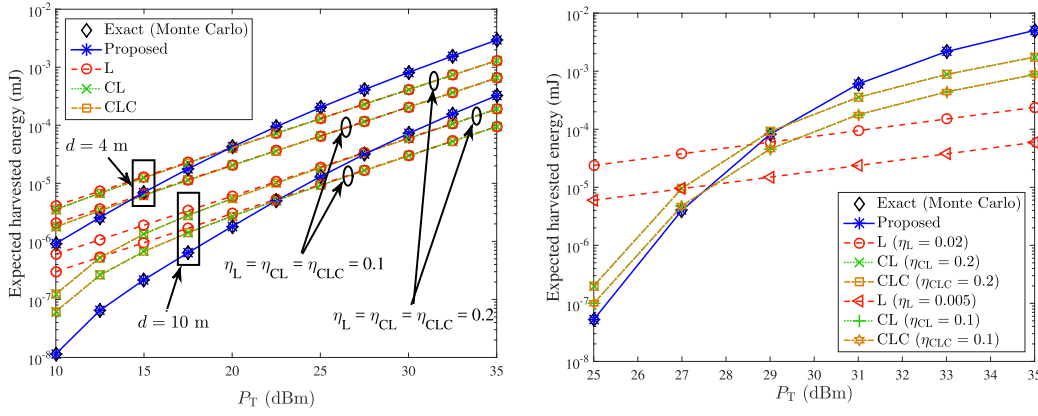 Expected harvested energy (mJ)
10^-2
10^-3
10^-4
10^-5
10^-6
10^-7
10^-8
Exact (Monte Carlo)
Proposed
L
CL
CLC
d = 4 m
d = 10 m
η_L = η_CL = η_CLC = 0.1
η_L = η_CL = η_CLC = 0.2
10 15 20 25 30 35
P_T (dBm)
Expected harvested energy (mJ)
10^-2
10^-3
10^-4
10^-5
10^-6
10^-7
10^-8
Exact (Monte Carlo)
Proposed
L (η_L = 0.02)
CL (η_CL = 0.2)
CLC (η_CLC = 0.2)
L (η_L = 0.005)
CL (η_CL = 0.1)
CLC (η_CLC = 0.1)
25 27 29 31 33 35
P_T (dBm)